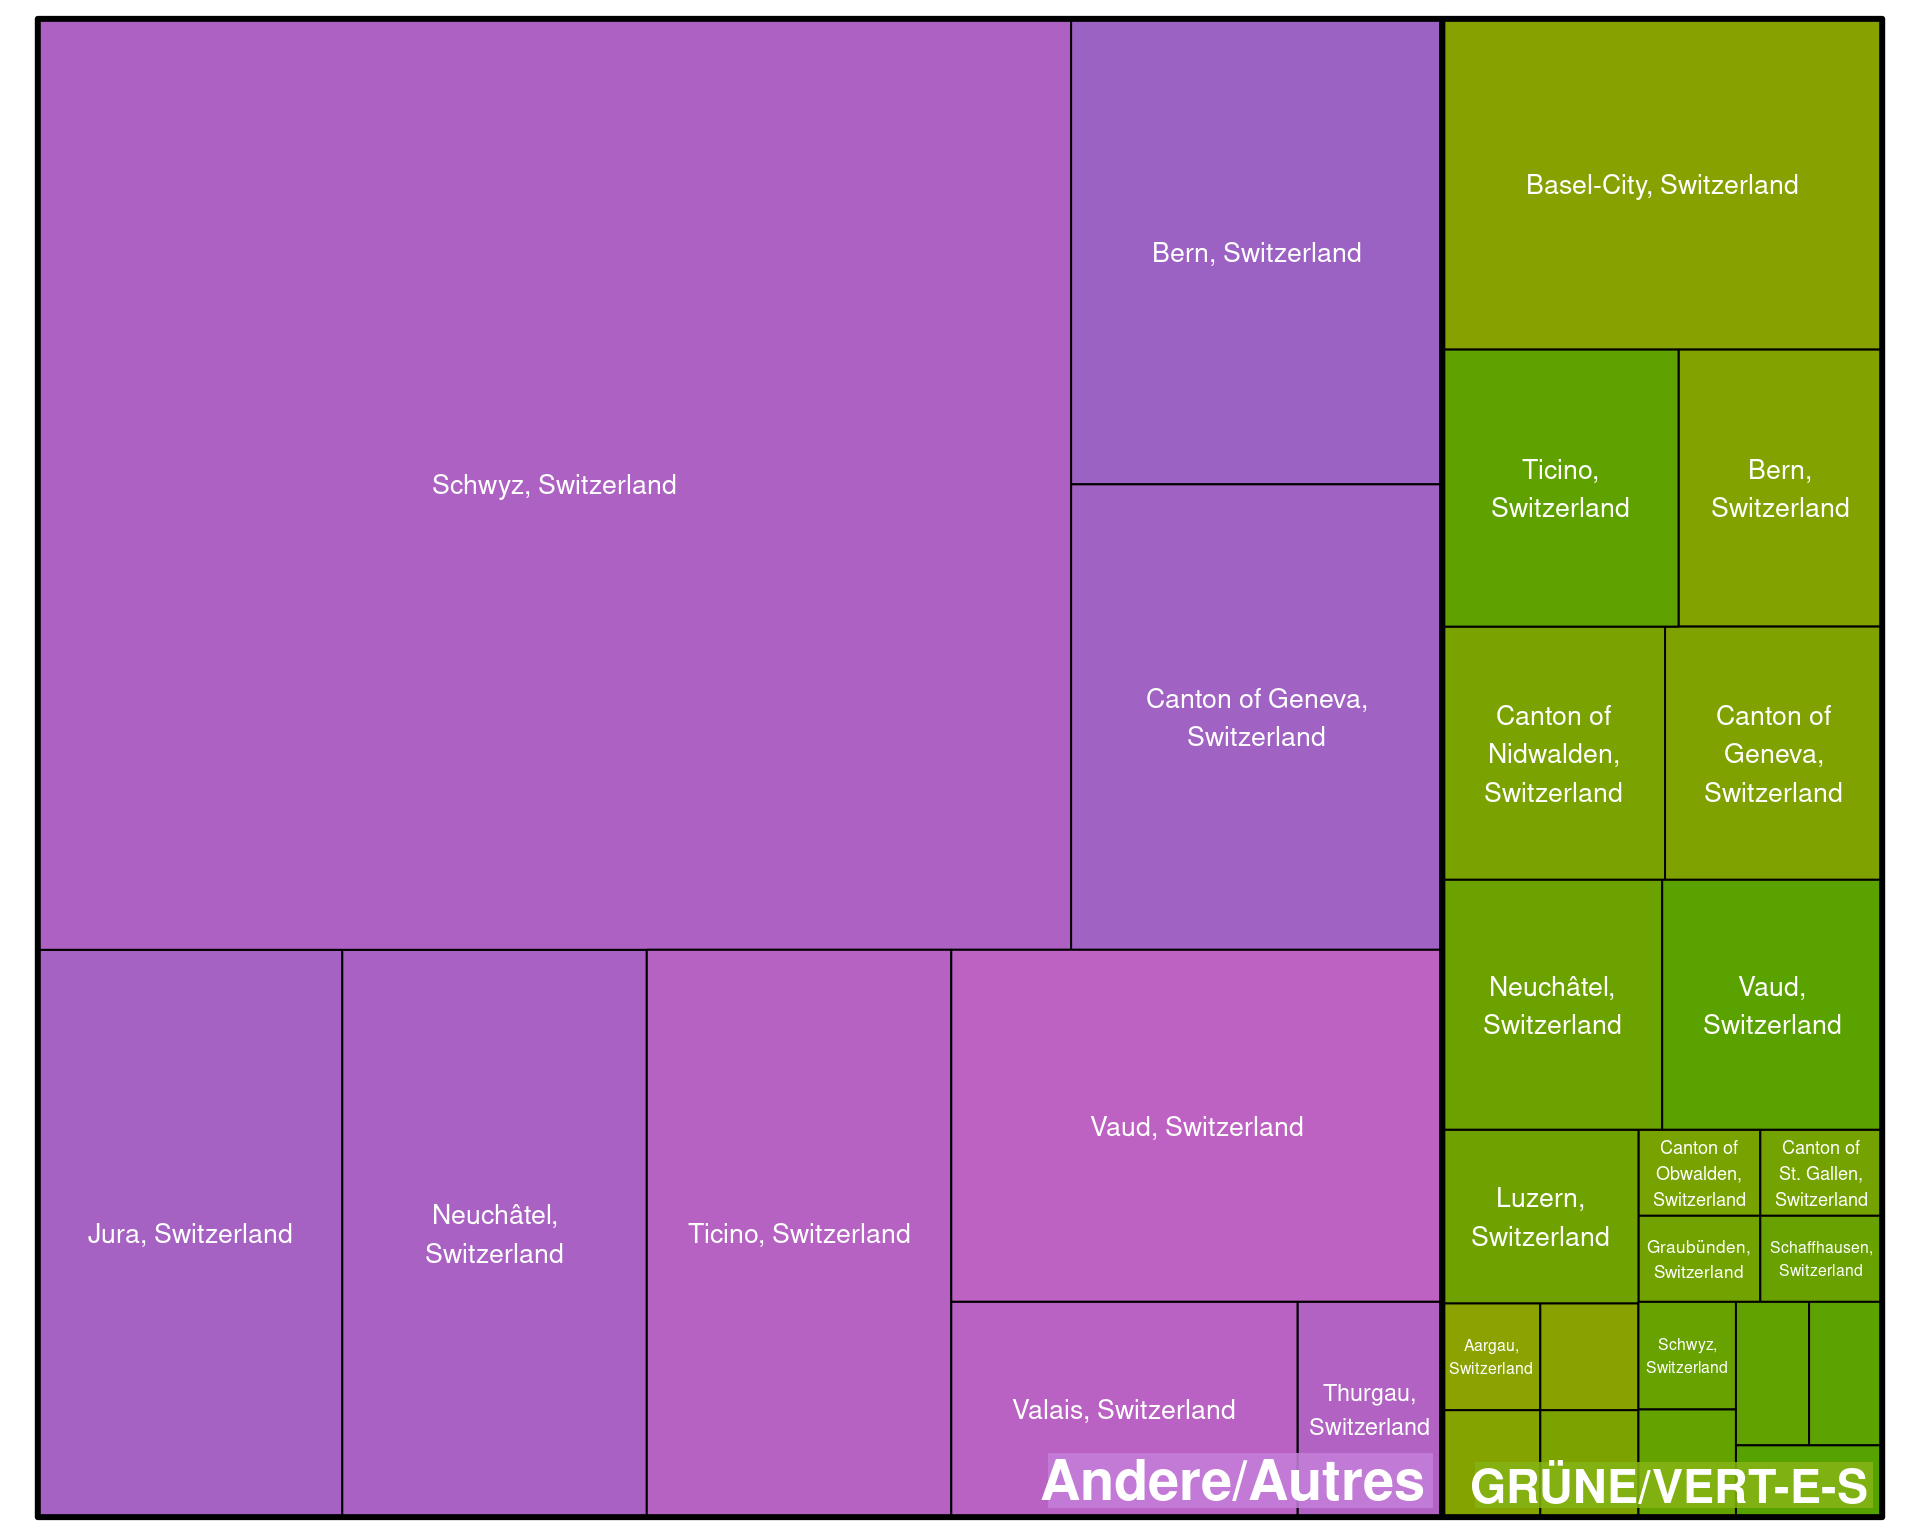 Schwyz, Switzerland
Bern, Switzerland
Canton of Geneva,
Switzerland
Jura, Switzerland
Neuchâtel,
Switzerland
Ticino, Switzerland
Vaud, Switzerland
Valais, Switzerland
Thurgau,
Switzerland
Andere/Autres
Basel-City, Switzerland
Ticino,
Switzerland
Bern,
Switzerland
Canton of
Nidwalden,
Switzerland
Canton of
Geneva,
Switzerland
Neuchâtel,
Switzerland
Vaud,
Switzerland
Luzern,
Switzerland
Canton of
Obwalden,
Switzerland
Canton of
St. Gallen,
Switzerland
Graubünden,
Switzerland
Schaffhausen,
Switzerland
Aargau,
Switzerland
Schwyz,
Switzerland
GRÜNE/VERT-E-S